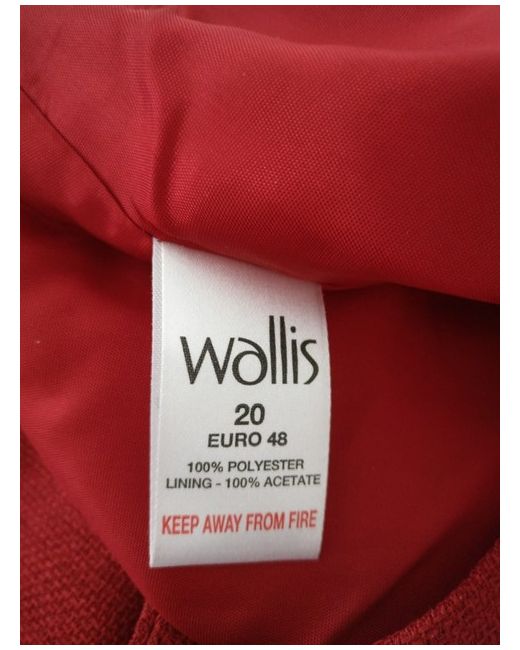 wallis
20
EURO 48
100% POLYESTER
LINING - 100% ACETATE
KEEP AWAY FROM FIRE